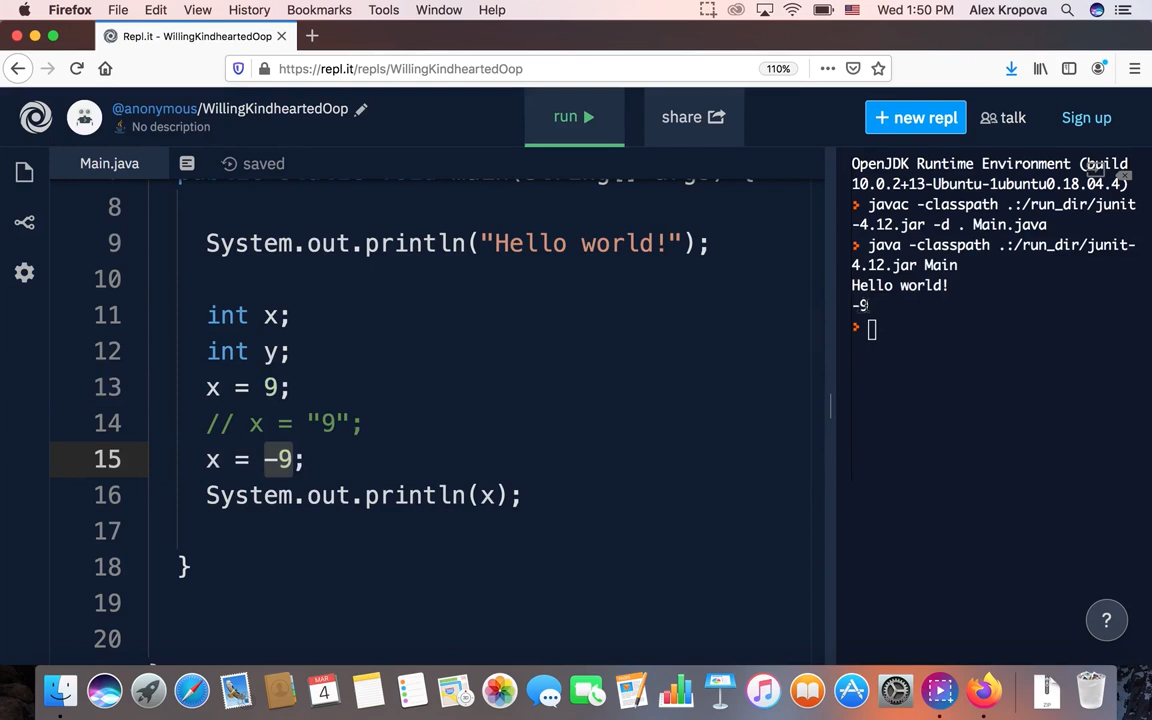 Firefox File Edit View History Bookmarks Tools Window Help Wed 1:50 PM Alex Kropova
Repl.it - WillingKindheartedOop
https://repl.it/repls/WillingKindheartedOop 110%
@anonymous/WillingKindheartedOop
No description
run
share
+ new repl
talk
Sign up
Main.java
saved
8
9 System.out.println("Hello world!");
10
11 int x;
12 int y;
13 x = 9;
14 // x = "9";
15 x = -9;
16 System.out.println(x);
17
18 }
19
20
OpenJDK Runtime Environment (build
10.0.2+13-Ubuntu-1ubuntu0.18.04.4)
javac -classpath .:/run_dir/junit
-4.12.jar -d . Main.java
java -classpath .:/run_dir/junit-
4.12.jar Main
Hello world!
-9
?
MAR
4
ZIP